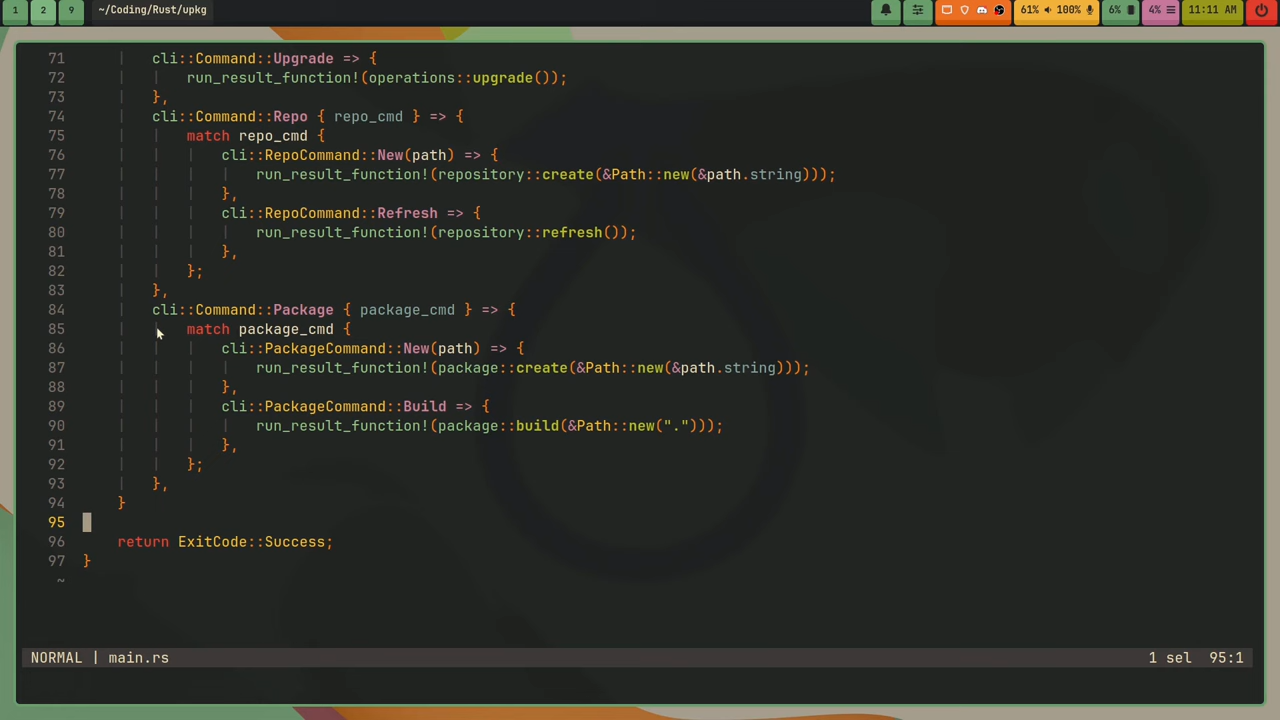 1 2 9 ~/Coding/Rust/upkg 61% 100% 6% 4% 11:11 AM
71 cli::Command::Upgrade => {
72 run_result_function!(operations::upgrade());
73 },
74 cli::Command::Repo { repo_cmd } => {
75 match repo_cmd {
76 cli::RepoCommand::New(path) => {
77 run_result_function!(repository::create(&Path::new(&path.string)));
78 },
79 cli::RepoCommand::Refresh => {
80 run_result_function!(repository::refresh());
81 },
82 };
83 },
84 cli::Command::Package { package_cmd } => {
85 match package_cmd {
86 cli::PackageCommand::New(path) => {
87 run_result_function!(package::create(&Path::new(&path.string)));
88 },
89 cli::PackageCommand::Build => {
90 run_result_function!(package::build(&Path::new(".")));
91 },
92 };
93 },
94 }
95
96 return ExitCode::Success;
97 }
~
NORMAL | main.rs 1 sel 95:1